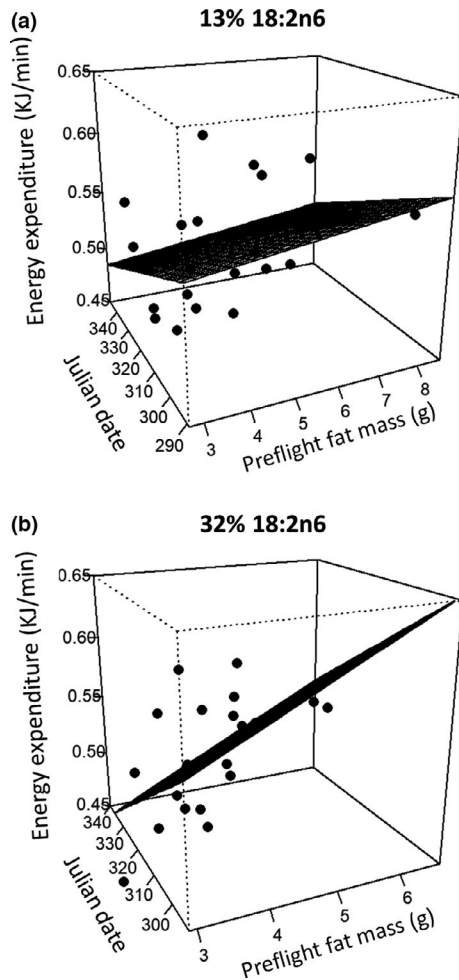 (a)
13% 18:2n6
Energy expenditure (KJ/min)
0.65
0.60
0.55
0.50
0.45
340
330
320
310
300
290
Julian date
3 4 5 6 7 8
Preflight fat mass (g)
(b)
32% 18:2n6
Energy expenditure (KJ/min)
0.65
0.60
0.55
0.50
0.45
340
330
320
310
300
Julian date
3 4 5 6
Preflight fat mass (g)